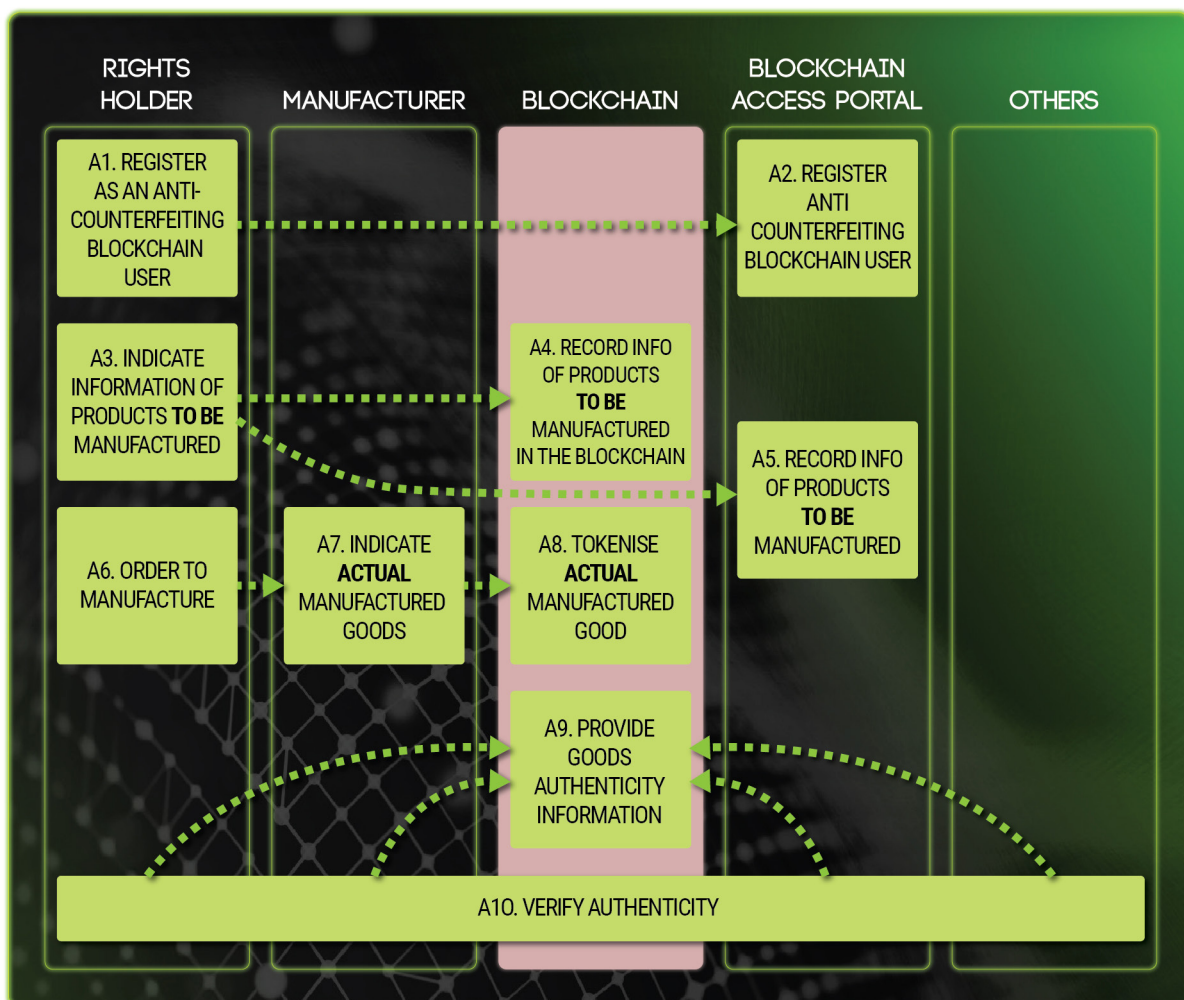 RIGHTS
HOLDER
MANUFACTURER
BLOCKCHAIN
BLOCKCHAIN
ACCESS PORTAL
OTHERS
A1. REGISTER
AS AN ANTI-
COUNTERFEITING
BLOCKCHAIN
USER
A2. REGISTER
ANTI
COUNTERFEITING
BLOCKCHAIN USER
A3. INDICATE
INFORMATION OF
PRODUCTS TO BE
MANUFACTURED
A4. RECORD INFO
OF PRODUCTS
TO BE
MANUFACTURED
IN THE BLOCKCHAIN
A5. RECORD INFO
OF PRODUCTS
TO BE
MANUFACTURED
A6. ORDER TO
MANUFACTURE
A7. INDICATE
ACTUAL
MANUFACTURED
GOODS
A8. TOKENISE
ACTUAL
MANUFACTURED
GOOD
A9. PROVIDE
GOODS
AUTHENTICITY
INFORMATION
A10. VERIFY AUTHENTICITY